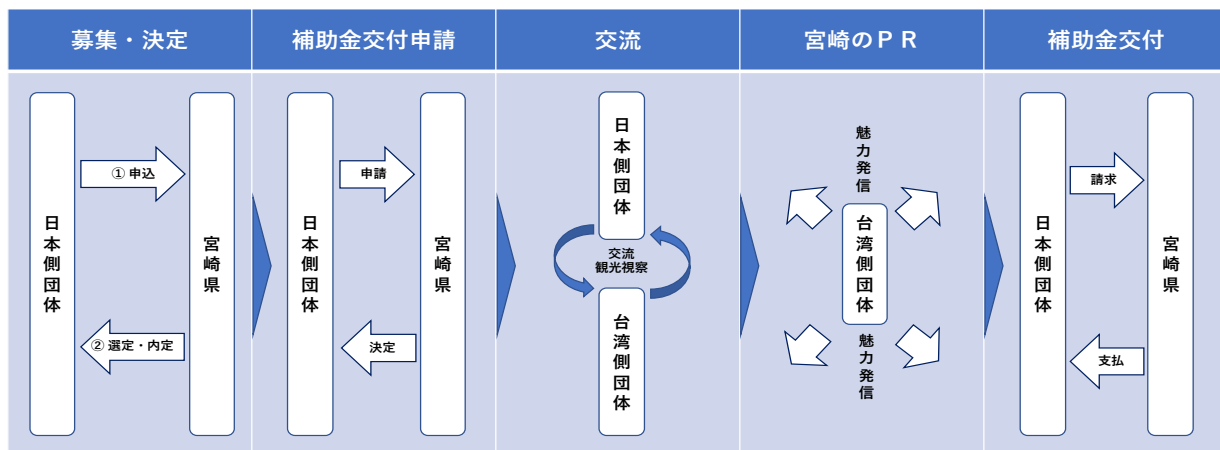 募集・決定
補助金交付申請
交流
宮崎のＰＲ
補助金交付
日本側団体
① 申込
② 選定・内定
宮崎県
日本側団体
申請
決定
宮崎県
日本側団体
交流
観光視察
台湾側団体
魅力発信
台湾側団体
魅力発信
日本側団体
請求
支払
宮崎県